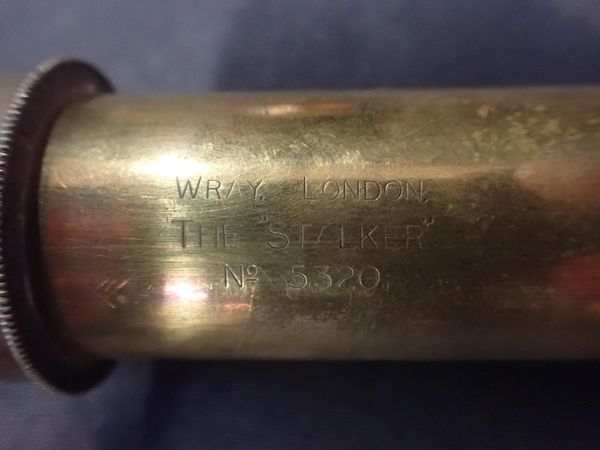 WRAY. LONDON.
THE "STALKER"
Nº 5320